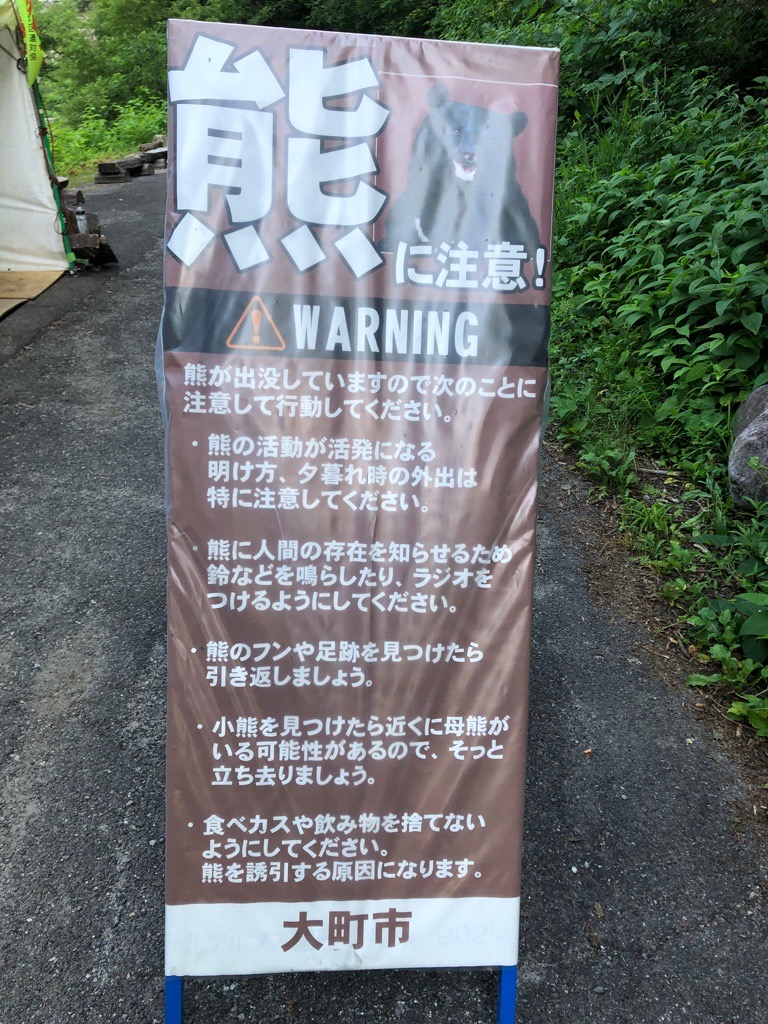 熊に注意!
WARNING
熊が出没していますので次のことに
注意して行動してください。
・熊の活動が活発になる
明け方、夕暮れ時の外出は
特に注意してください。
・熊に人間の存在を知らせるため
鈴などを鳴らしたり、ラジオを
つけるようにしてください。
・熊のフンや足跡を見つけたら
引き返しましょう。
・小熊を見つけたら近くに母熊が
いる可能性があるので、そっと
立ち去りましょう。
・食べカスや飲み物を捨てない
ようにしてください。
熊を誘引する原因になります。
大町市